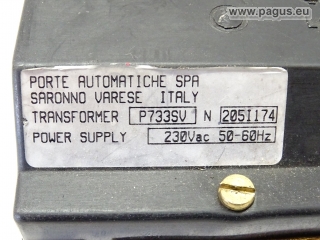 www.pagus.eu
PORTE AUTOMATICHE SPA
SARONNO VARESE ITALY
TRANSFORMER P733SV N 2051174
POWER SUPPLY 230Vac 50-60Hz